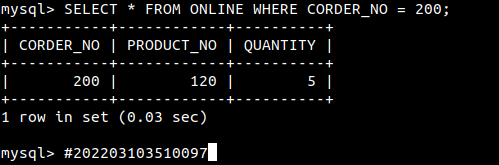 mysql> SELECT * FROM ONLINE WHERE CORDER_NO = 200;
+-----------+------------+----------+
| CORDER_NO | PRODUCT_NO | QUANTITY |
+-----------+------------+----------+
|       200 |        120 |        5 |
+-----------+------------+----------+
1 row in set (0.03 sec)
mysql> #202203103510097